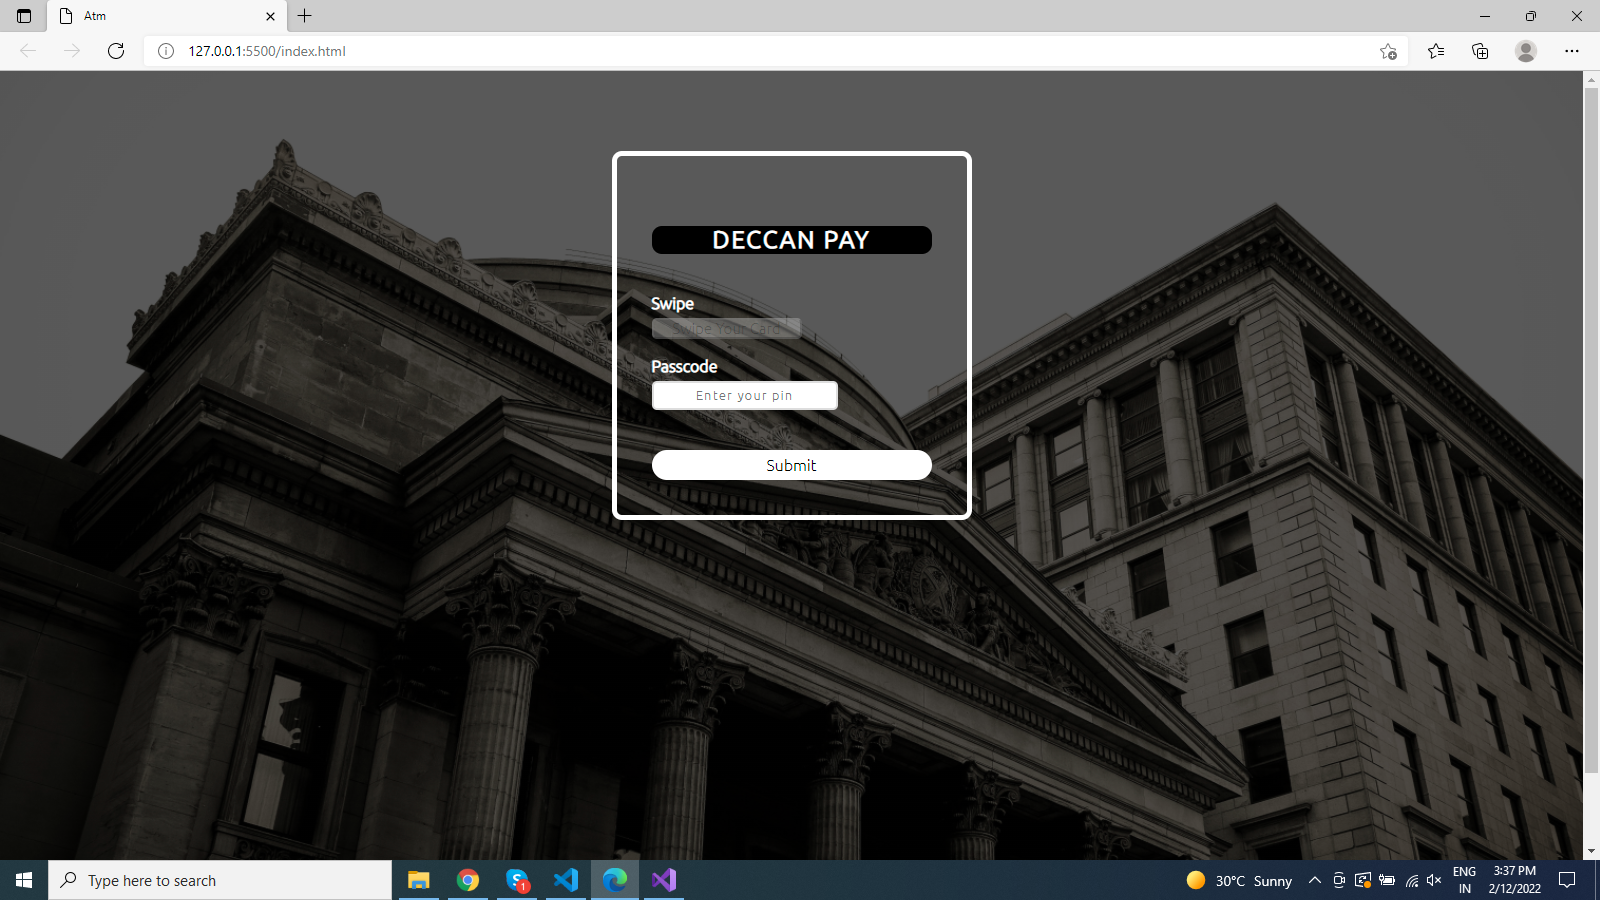 Atm
127.0.0.1:5500/index.html
DECCAN PAY
Swipe
Swipe Your Card
Passcode
Enter your pin
Submit
Type here to search
1
30°C Sunny
ENG
IN
3:37 PM
2/12/2022